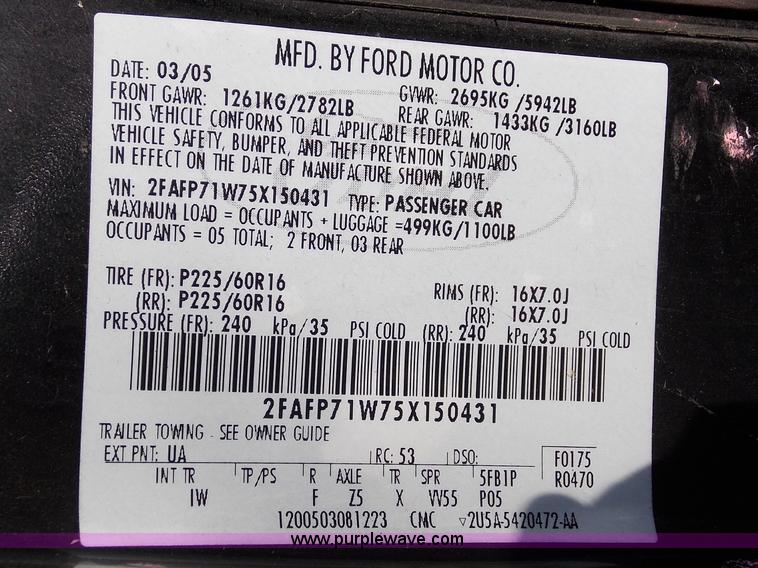 MFD. BY FORD MOTOR CO.
DATE: 03/05
FRONT GAWR: 1261KG/2782LB
GVWR: 2695KG/5942LB
REAR GAWR: 1433KG/3160LB
THIS VEHICLE CONFORMS TO ALL APPLICABLE FEDERAL MOTOR
VEHICLE SAFETY, BUMPER, AND THEFT PREVENTION STANDARDS
IN EFFECT ON THE DATE OF MANUFACTURE SHOWN ABOVE.
VIN: 2FAFP71W75X150431 TYPE: PASSENGER CAR
MAXIMUM LOAD = OCCUPANTS + LUGGAGE =499KG/1100LB
OCCUPANTS = 05 TOTAL; 2 FRONT, 03 REAR
TIRE (FR): P225/60R16 RIMS (FR): 16X7.0J
(RR): P225/60R16 (RR): 16X7.0J
PRESSURE (FR): 240 kPa/35 PSI COLD (RR): 240 kPa/35 PSI COLD
2FAFP71W75X150431
TRAILER TOWING - SEE OWNER GUIDE
EXT PNT: UA RC: 53 DSO: F0175
R0470
INT TR TP/PS R AXLE TR SPR 5FB1P
IW F Z5 X VV55 P05
1200503081223 CMC ▽2U5A-5420472-AA
www.purplewave.com